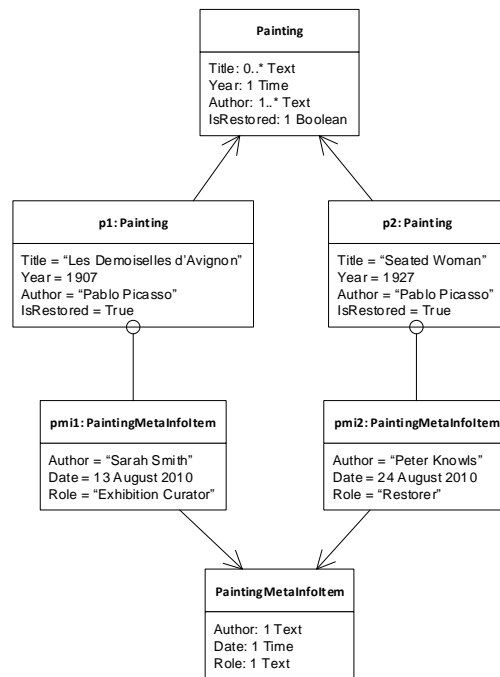 Painting
Title: 0..* Text
Year: 1 Time
Author: 1..* Text
IsRestored: 1 Boolean
p1: Painting
Title = “Les Demoiselles d’Avignon”
Year = 1907
Author = “Pablo Picasso”
IsRestored = True
p2: Painting
Title = “Seated Woman”
Year = 1927
Author = “Pablo Picasso”
IsRestored = True
pmi1: PaintingMetaInfoItem
Author = “Sarah Smith”
Date = 13 August 2010
Role = “Exhibition Curator”
pmi2: PaintingMetaInfoItem
Author = “Peter Knowls”
Date = 24 August 2010
Role = “Restorer”
PaintingMetaInfoItem
Author: 1 Text
Date: 1 Time
Role: 1 Text